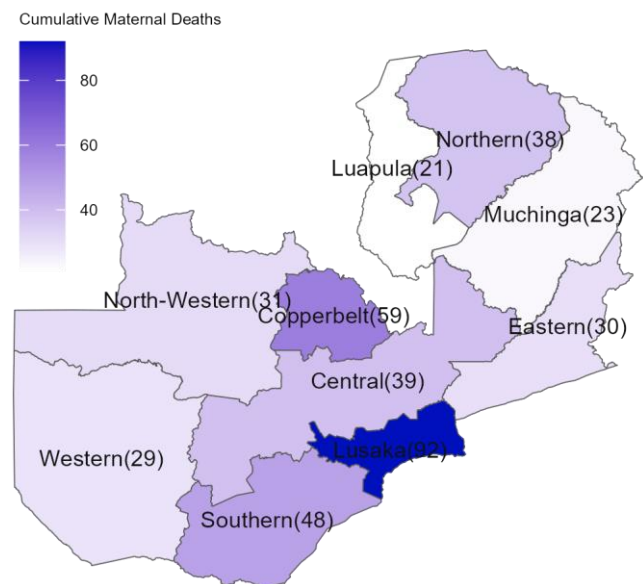 Cumulative Maternal Deaths
80
60
40
Northern(38)
Luapula(21)
Muchinga(23)
North-Western(31)
Copperbelt(59)
Eastern(30)
Central(39)
Lusaka(92)
Western(29)
Southern(48)